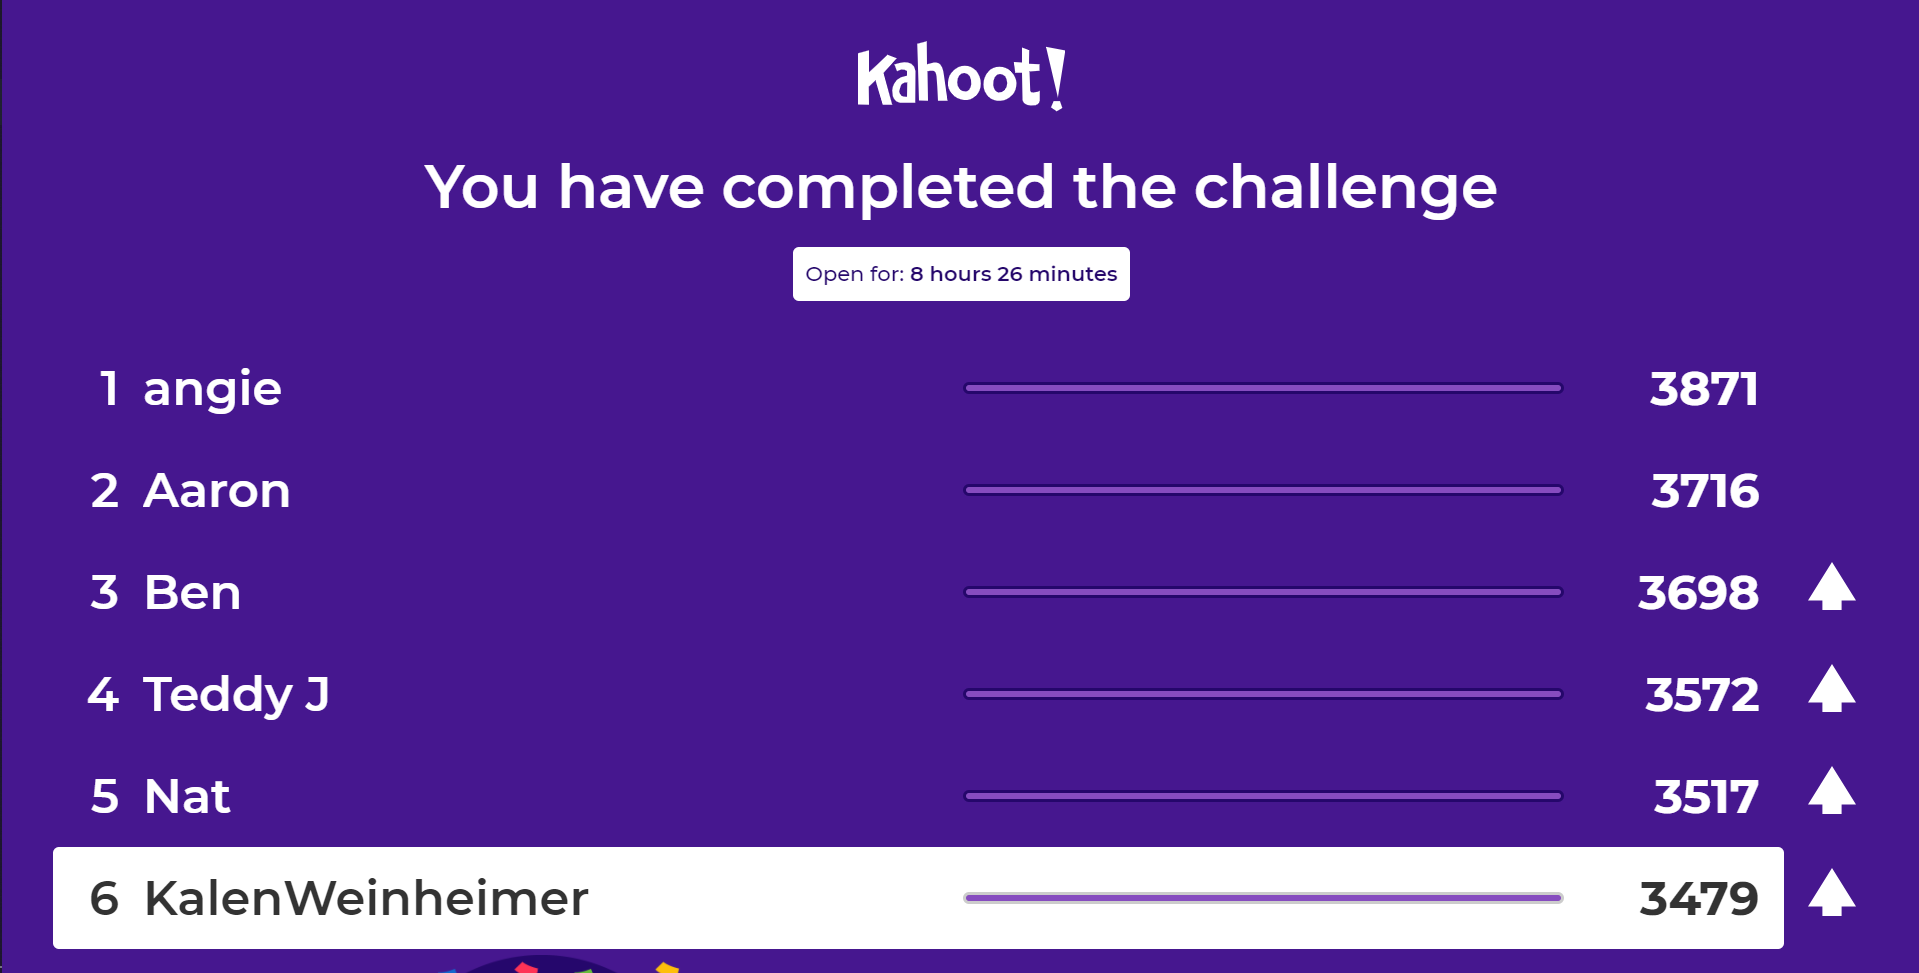 Kahoot!
You have completed the challenge
Open for: 8 hours 26 minutes
1 angie 3871
2 Aaron 3716
3 Ben 3698
4 Teddy J 3572
5 Nat 3517
6 KalenWeinheimer 3479